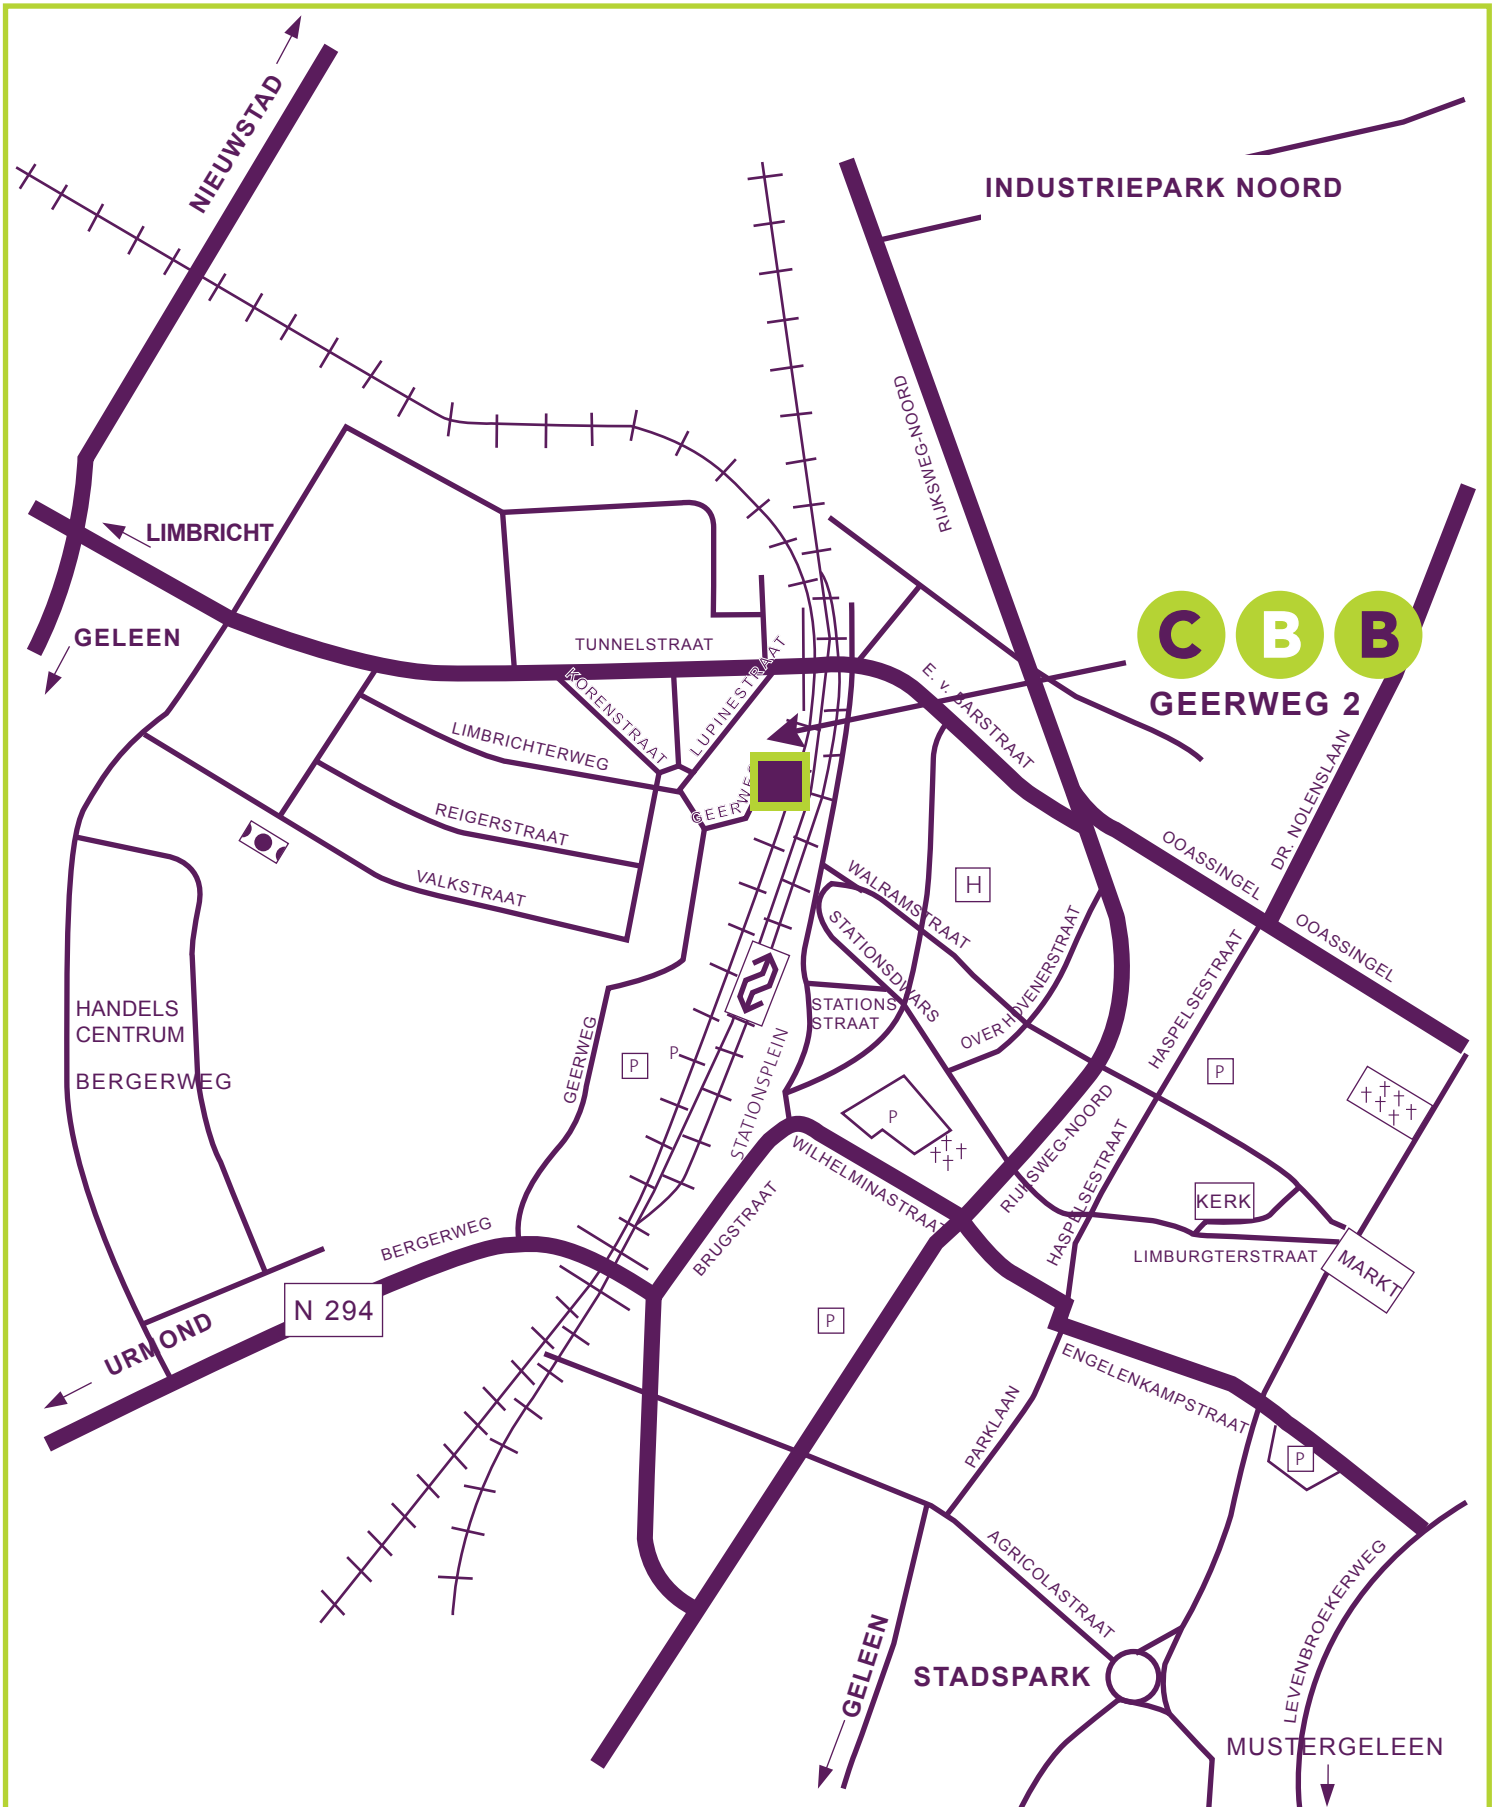 NIEUWSTAD
INDUSTRIEPARK NOORD
RIJKSWEG-NOORD
LIMBRICHT
GELEEN
TUNNELSTRAAT
KORENSTRAAT
LUPINESTRAAT
E. v. BARSTRAAT
C B B
GEERWEG 2
LIMBRICHTERWEG
REIGERSTRAAT
VALKSTRAAT
GEERWEG
DR. NOLENSLAAN
OOASSINGEL
OOASSINGEL
H
WALRAMSTRAAT
STATIONSDWARS
OVERHOVENERSTRAAT
HASPELSESTRAAT
STATIONS
STRAAT
HANDELS
CENTRUM
BERGERWEG
GEERWEG
P
P
STATIONSPLEIN
P
P
RIJKSWEG-NOORD
HASPELSESTRAAT
KERK
WILHELMINASTRAAT
BRUGSTRAAT
BERGERWEG
LIMBURGTERSTRAAT
MARKT
N 294
URMOND
P
ENGELENKAMPSTRAAT
PARKLAAN
P
AGRICOLASTRAAT
LEVENBROEKERWEG
GELEEN
STADSPARK
MUSTERGELEEN